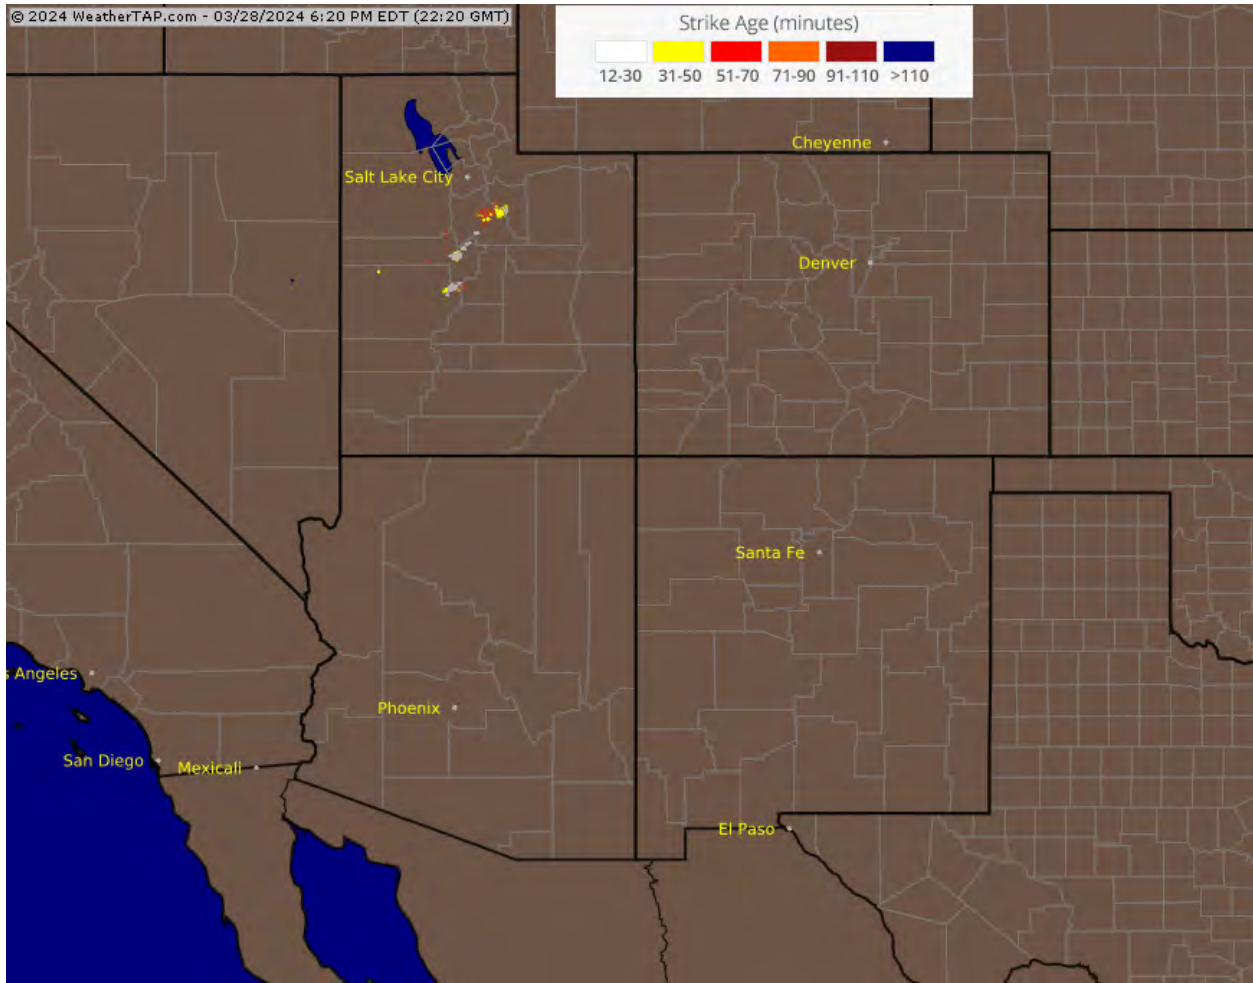 © 2024 WeatherTAP.com - 03/28/2024 6:20 PM EDT (22:20 GMT)
Strike Age (minutes)
12-30 31-50 51-70 71-90 91-110 >110
Cheyenne
Salt Lake City
Denver
Santa Fe
s Angeles
Phoenix
San Diego
Mexicali
El Paso